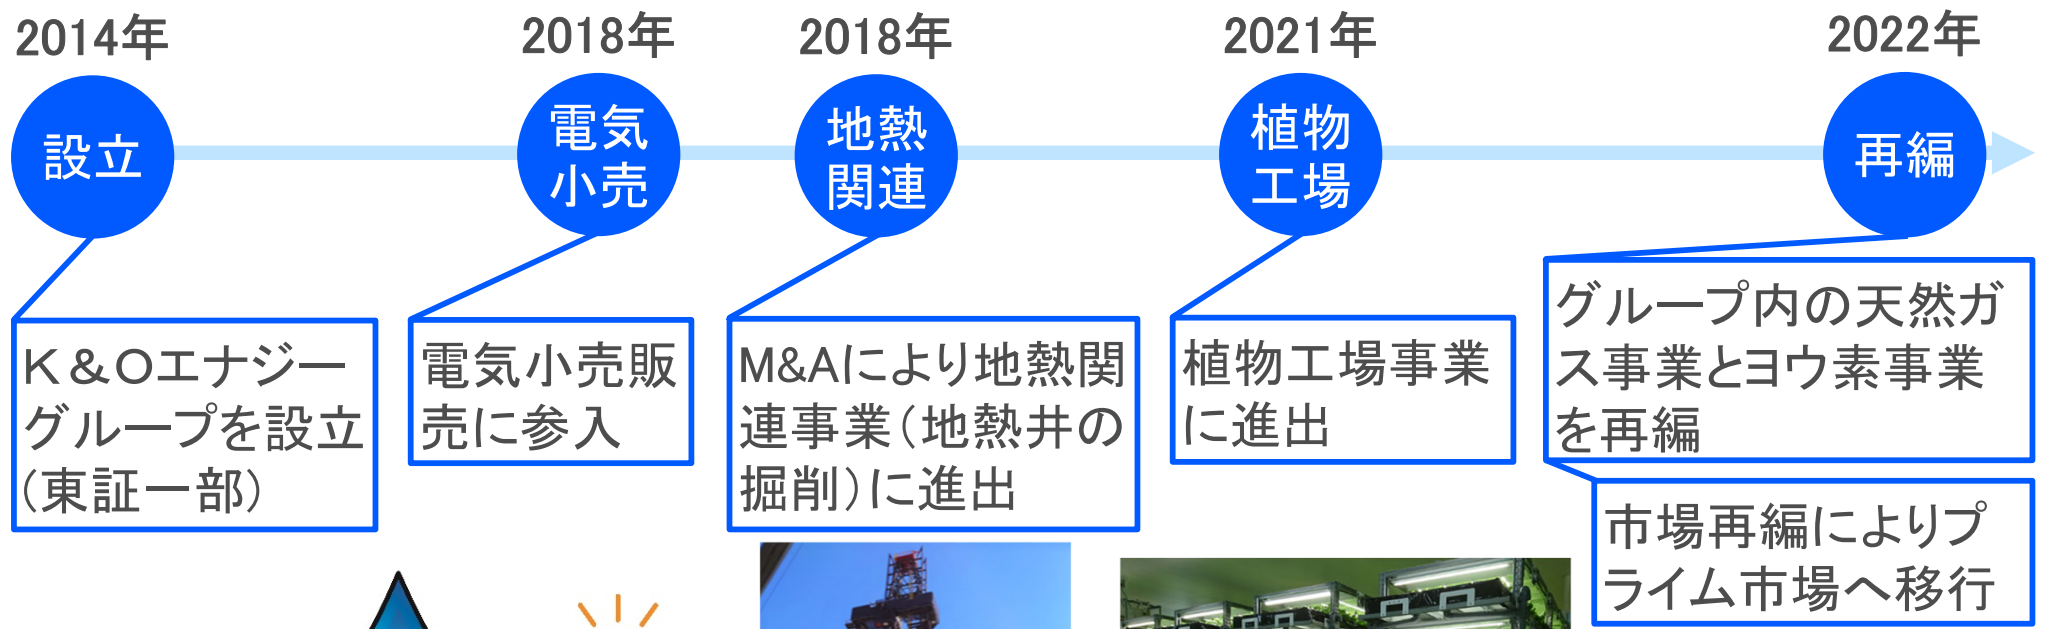 2014年
2018年
2018年
2021年
2022年
設立
電気
小売
地熱
関連
植物
工場
再編
K&Oエナジー
グループを設立
(東証一部)
電気小売販
売に参入
M&Aにより地熱関
連事業(地熱井の
掘削)に進出
植物工場事業
に進出
グループ内の天然ガ
ス事業とヨウ素事業
を再編
市場再編によりプ
ライム市場へ移行